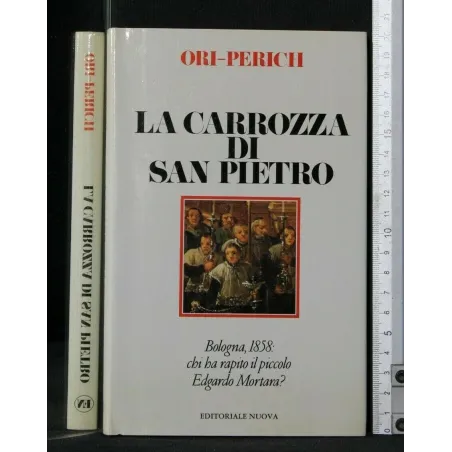 ORI-PERICH
LA CARROZZA DI SAN PIETRO
ORI-PERICH
LA CARROZZA
DI
SAN PIETRO
Bologna, 1858:
chi ha rapito il piccolo
Edgardo Mortara?
EDITORIALE NUOVA